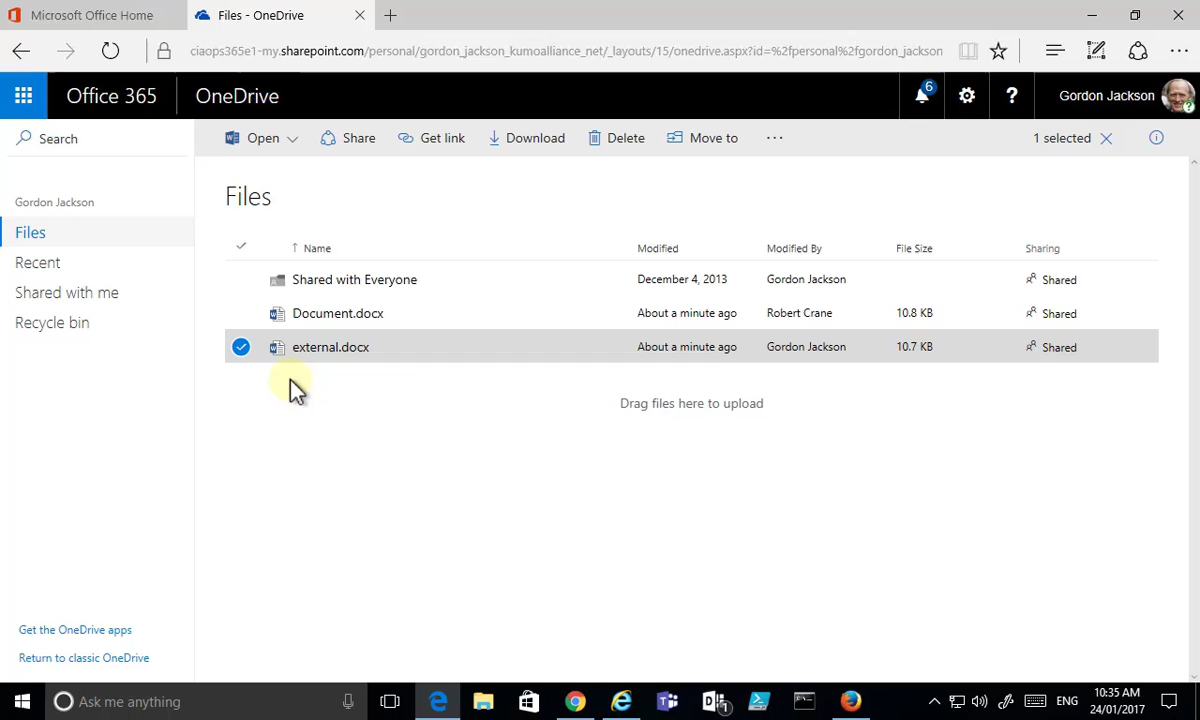 Microsoft Office Home
Files - OneDrive
ciaops365e1-my.sharepoint.com/personal/gordon_jackson_kumoalliance_net/_layouts/15/onedrive.aspx?id=%2fpersonal%2fgordon_jackson
Office 365
OneDrive
6
?
Gordon Jackson
Search
Open
Share
Get link
Download
Delete
Move to
...
1 selected
Gordon Jackson
Files
Recent
Shared with me
Recycle bin
Files
Name Modified Modified By File Size Sharing
Shared with Everyone December 4, 2013 Gordon Jackson Shared
Document.docx About a minute ago Robert Crane 10.8 KB Shared
external.docx About a minute ago Gordon Jackson 10.7 KB Shared
Drag files here to upload
Get the OneDrive apps
Return to classic OneDrive
Ask me anything
1
ENG
10:35 AM
24/01/2017